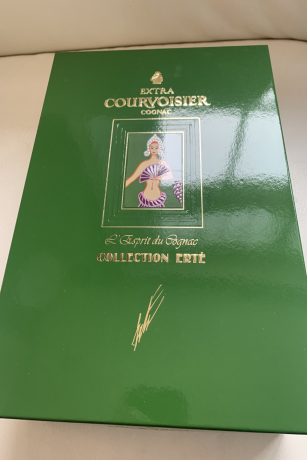 EXTRA
COURVOISIER
COGNAC
L'Esprit du Cognac
COLLECTION ERTÉ